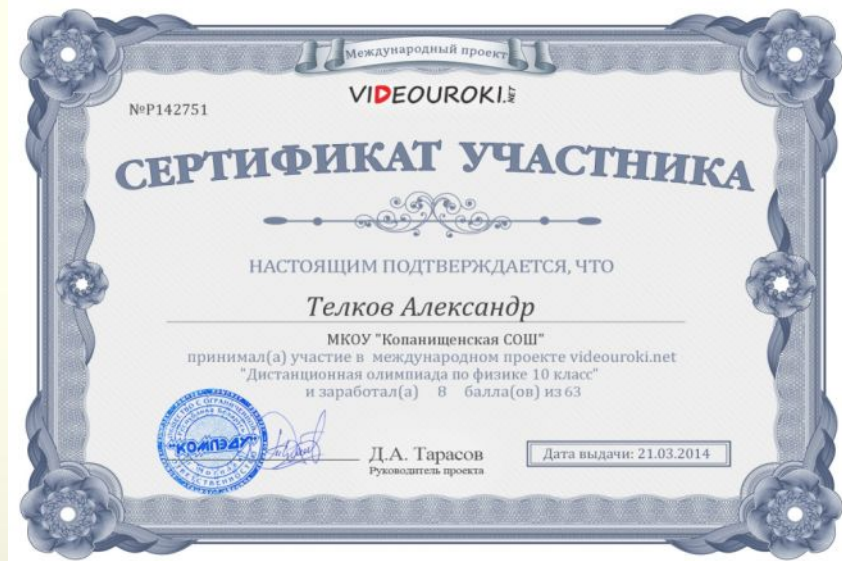 Международный проект
VIDEOUROKI.NET
№P142751
СЕРТИФИКАТ УЧАСТНИКА
НАСТОЯЩИМ ПОДТВЕРЖДАЕТСЯ, ЧТО
Телков Александр
МКОУ "Копанищенская СОШ"
принимал(а) участие в международном проекте videouroki.net
"Дистанционная олимпиада по физике 10 класс"
и заработал(а) 8 балла(ов) из 63
"КОМПЭДУ"
Д.А. Тарасов
Руководитель проекта
Дата выдачи: 21.03.2014